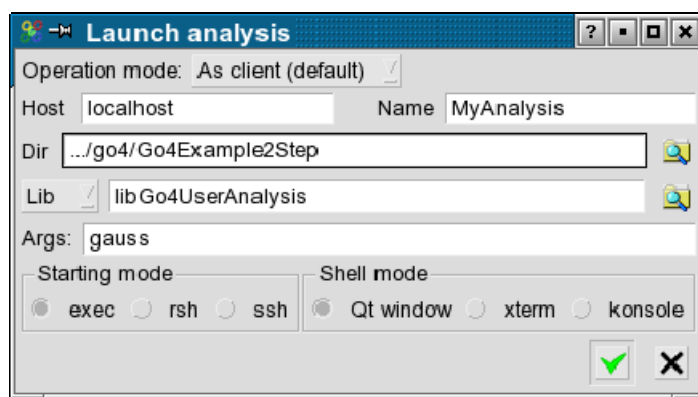 Launch analysis
Operation mode: As client (default)
Host localhost Name MyAnalysis
Dir .../go4/Go4Example2Step
Lib libGo4UserAnalysis
Args: gauss
Starting mode Shell mode
exec rsh ssh Qt window xterm konsole